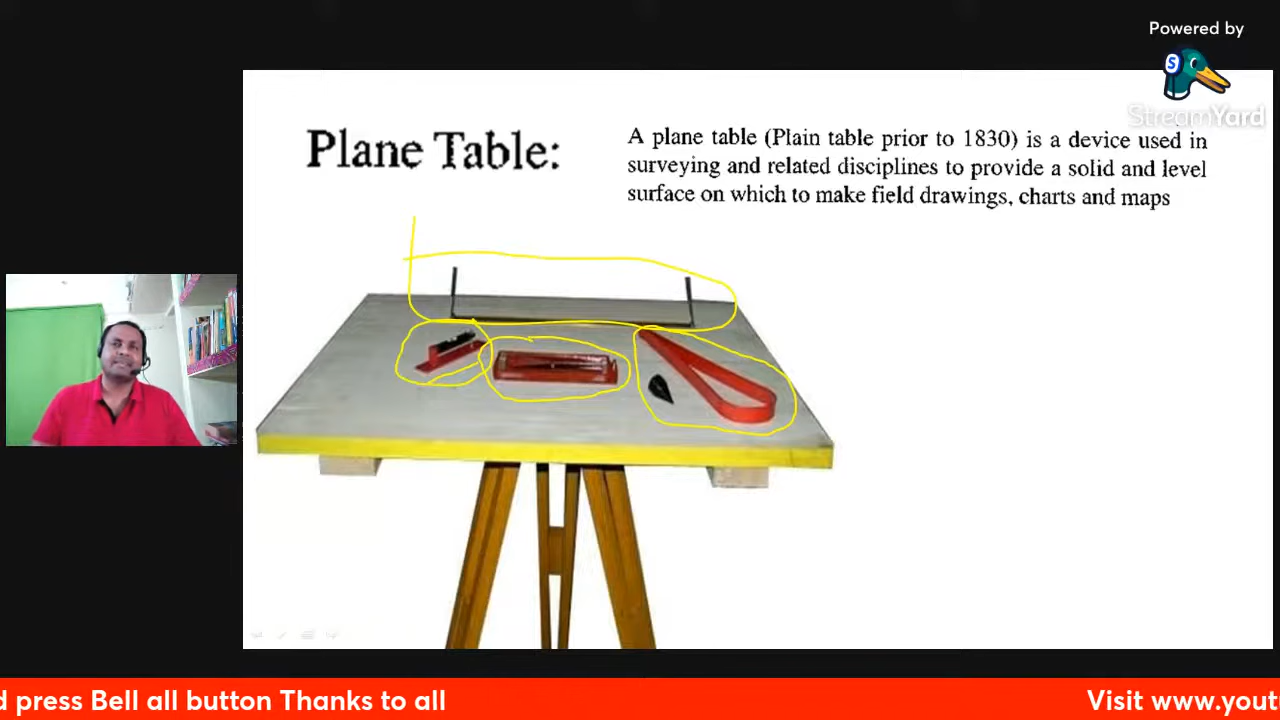 Powered by
S
StreamYard
Plane Table:
A plane table (Plain table prior to 1830) is a device used in
surveying and related disciplines to provide a solid and level
surface on which to make field drawings, charts and maps
d press Bell all button Thanks to all
Visit www.yout